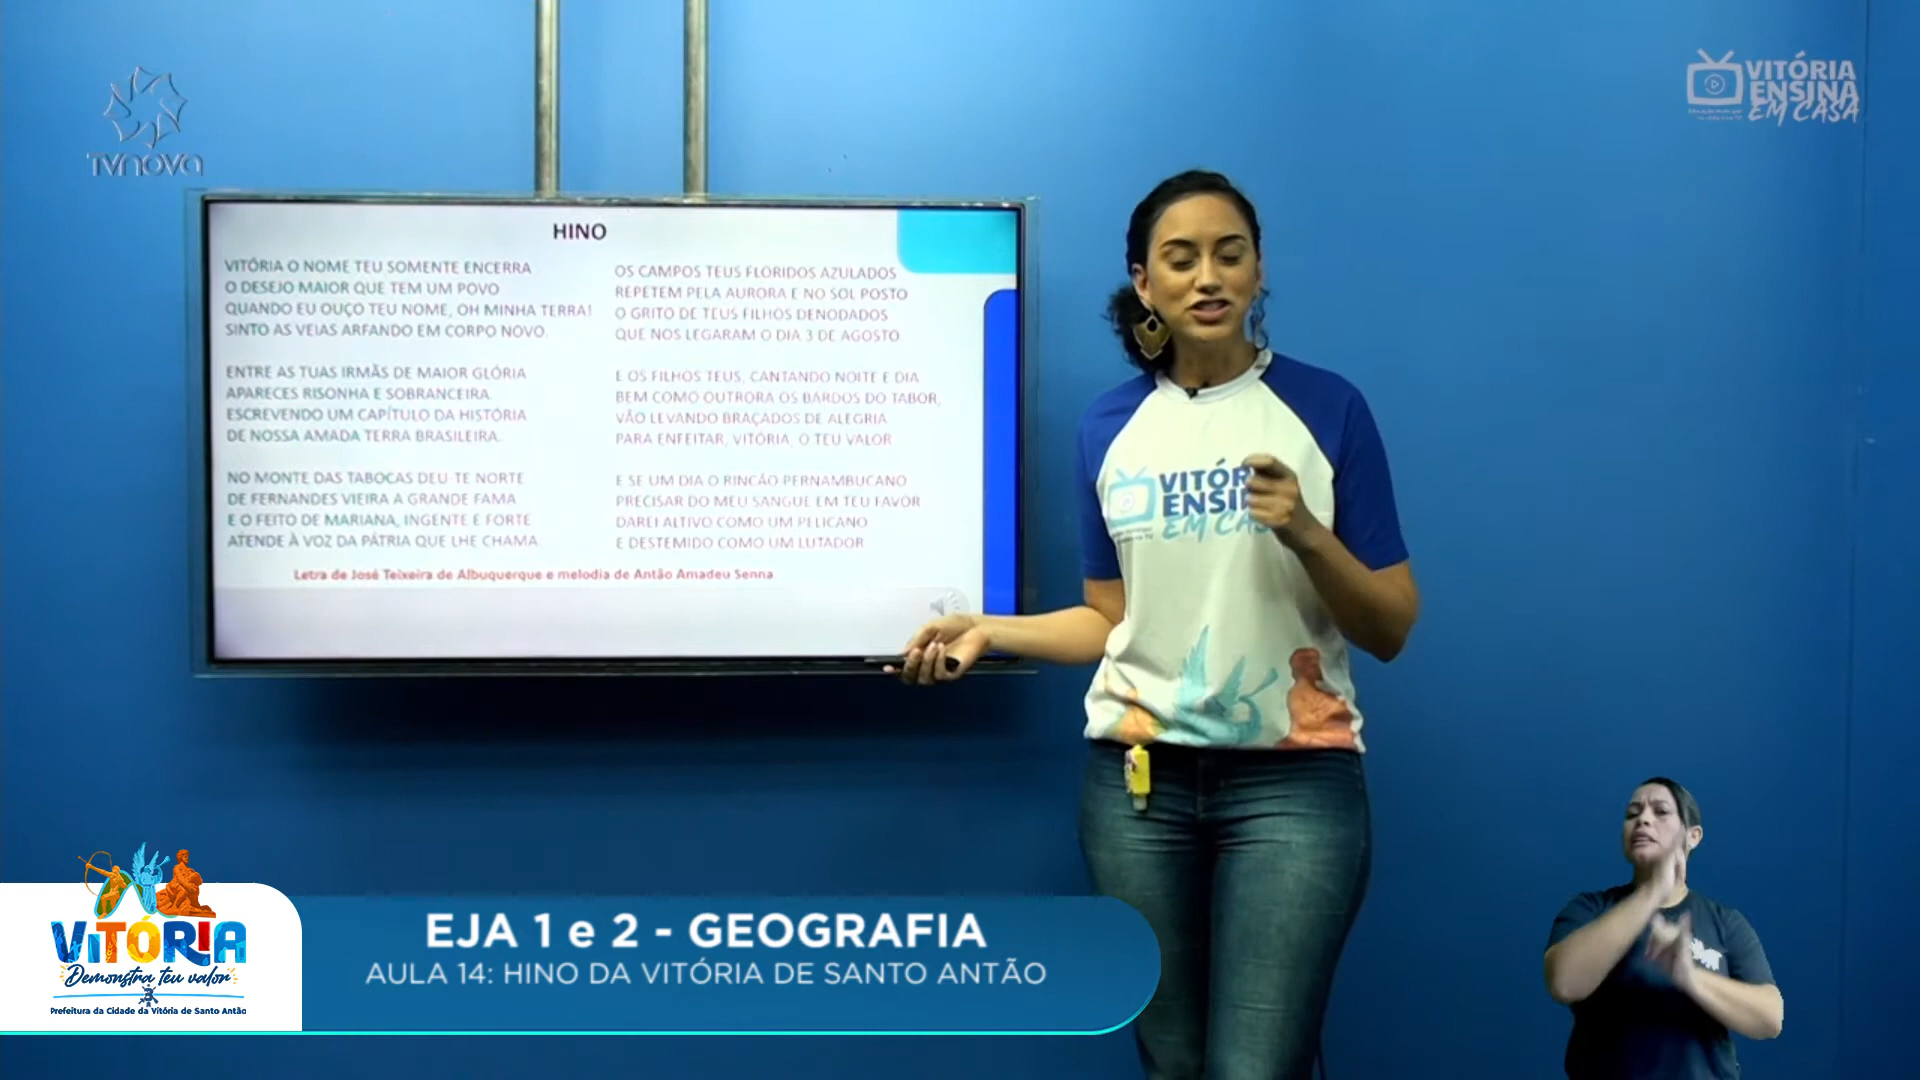 TVNOVA
VITÓRIA
ENSINA
EM CASA
HINO
VITÓRIA O NOME TEU SOMENTE ENCERRA
O DESEJO MAIOR QUE TEM UM POVO
QUANDO EU OUÇO TEU NOME, OH MINHA TERRA!
SINTO AS VEIAS ARFANDO EM CORPO NOVO.
ENTRE AS TUAS IRMÃS DE MAIOR GLÓRIA
APARECES RISONHA E SOBRANCEIRA
ESCREVENDO UM CAPÍTULO DA HISTÓRIA
DE NOSSA AMADA TERRA BRASILEIRA.
NO MONTE DAS TABOCAS DEU-TE NORTE
DE FERNANDES VIEIRA A GRANDE FAMA
E O FEITO DE MARIANA, INGENTE E FORTE
ATENDE À VOZ DA PÁTRIA QUE LHE CHAMA
OS CAMPOS TEUS FLORIDOS AZULADOS
REPETEM PELA AURORA E NO SOL POSTO
O GRITO DE TEUS FILHOS DENODADOS
QUE NOS LEGARAM O DIA 3 DE AGOSTO
E OS FILHOS TEUS, CANTANDO NOITE E DIA
BEM COMO OUTRORA OS BARDOS DO TABOR,
VÃO LEVANDO BRAÇADOS DE ALEGRIA
PARA ENFEITAR, VITÓRIA, O TEU VALOR
E SE UM DIA O RINCÃO PERNAMBUCANO
PRECISAR DO MEU SANGUE EM TEU FAVOR
DAREI ALTIVO COMO UM PELICANO
E DESTEMIDO COMO UM LUTADOR
Letra de José Teixeira de Albuquerque e melodia de Antão Amadeu Senna
VITÓR
ENSI
EM CA
VITÓRIA
Demonstra teu valor
Prefeitura da Cidade da Vitória de Santo Antão
EJA 1 e 2 - GEOGRAFIA
AULA 14: HINO DA VITÓRIA DE SANTO ANTÃO